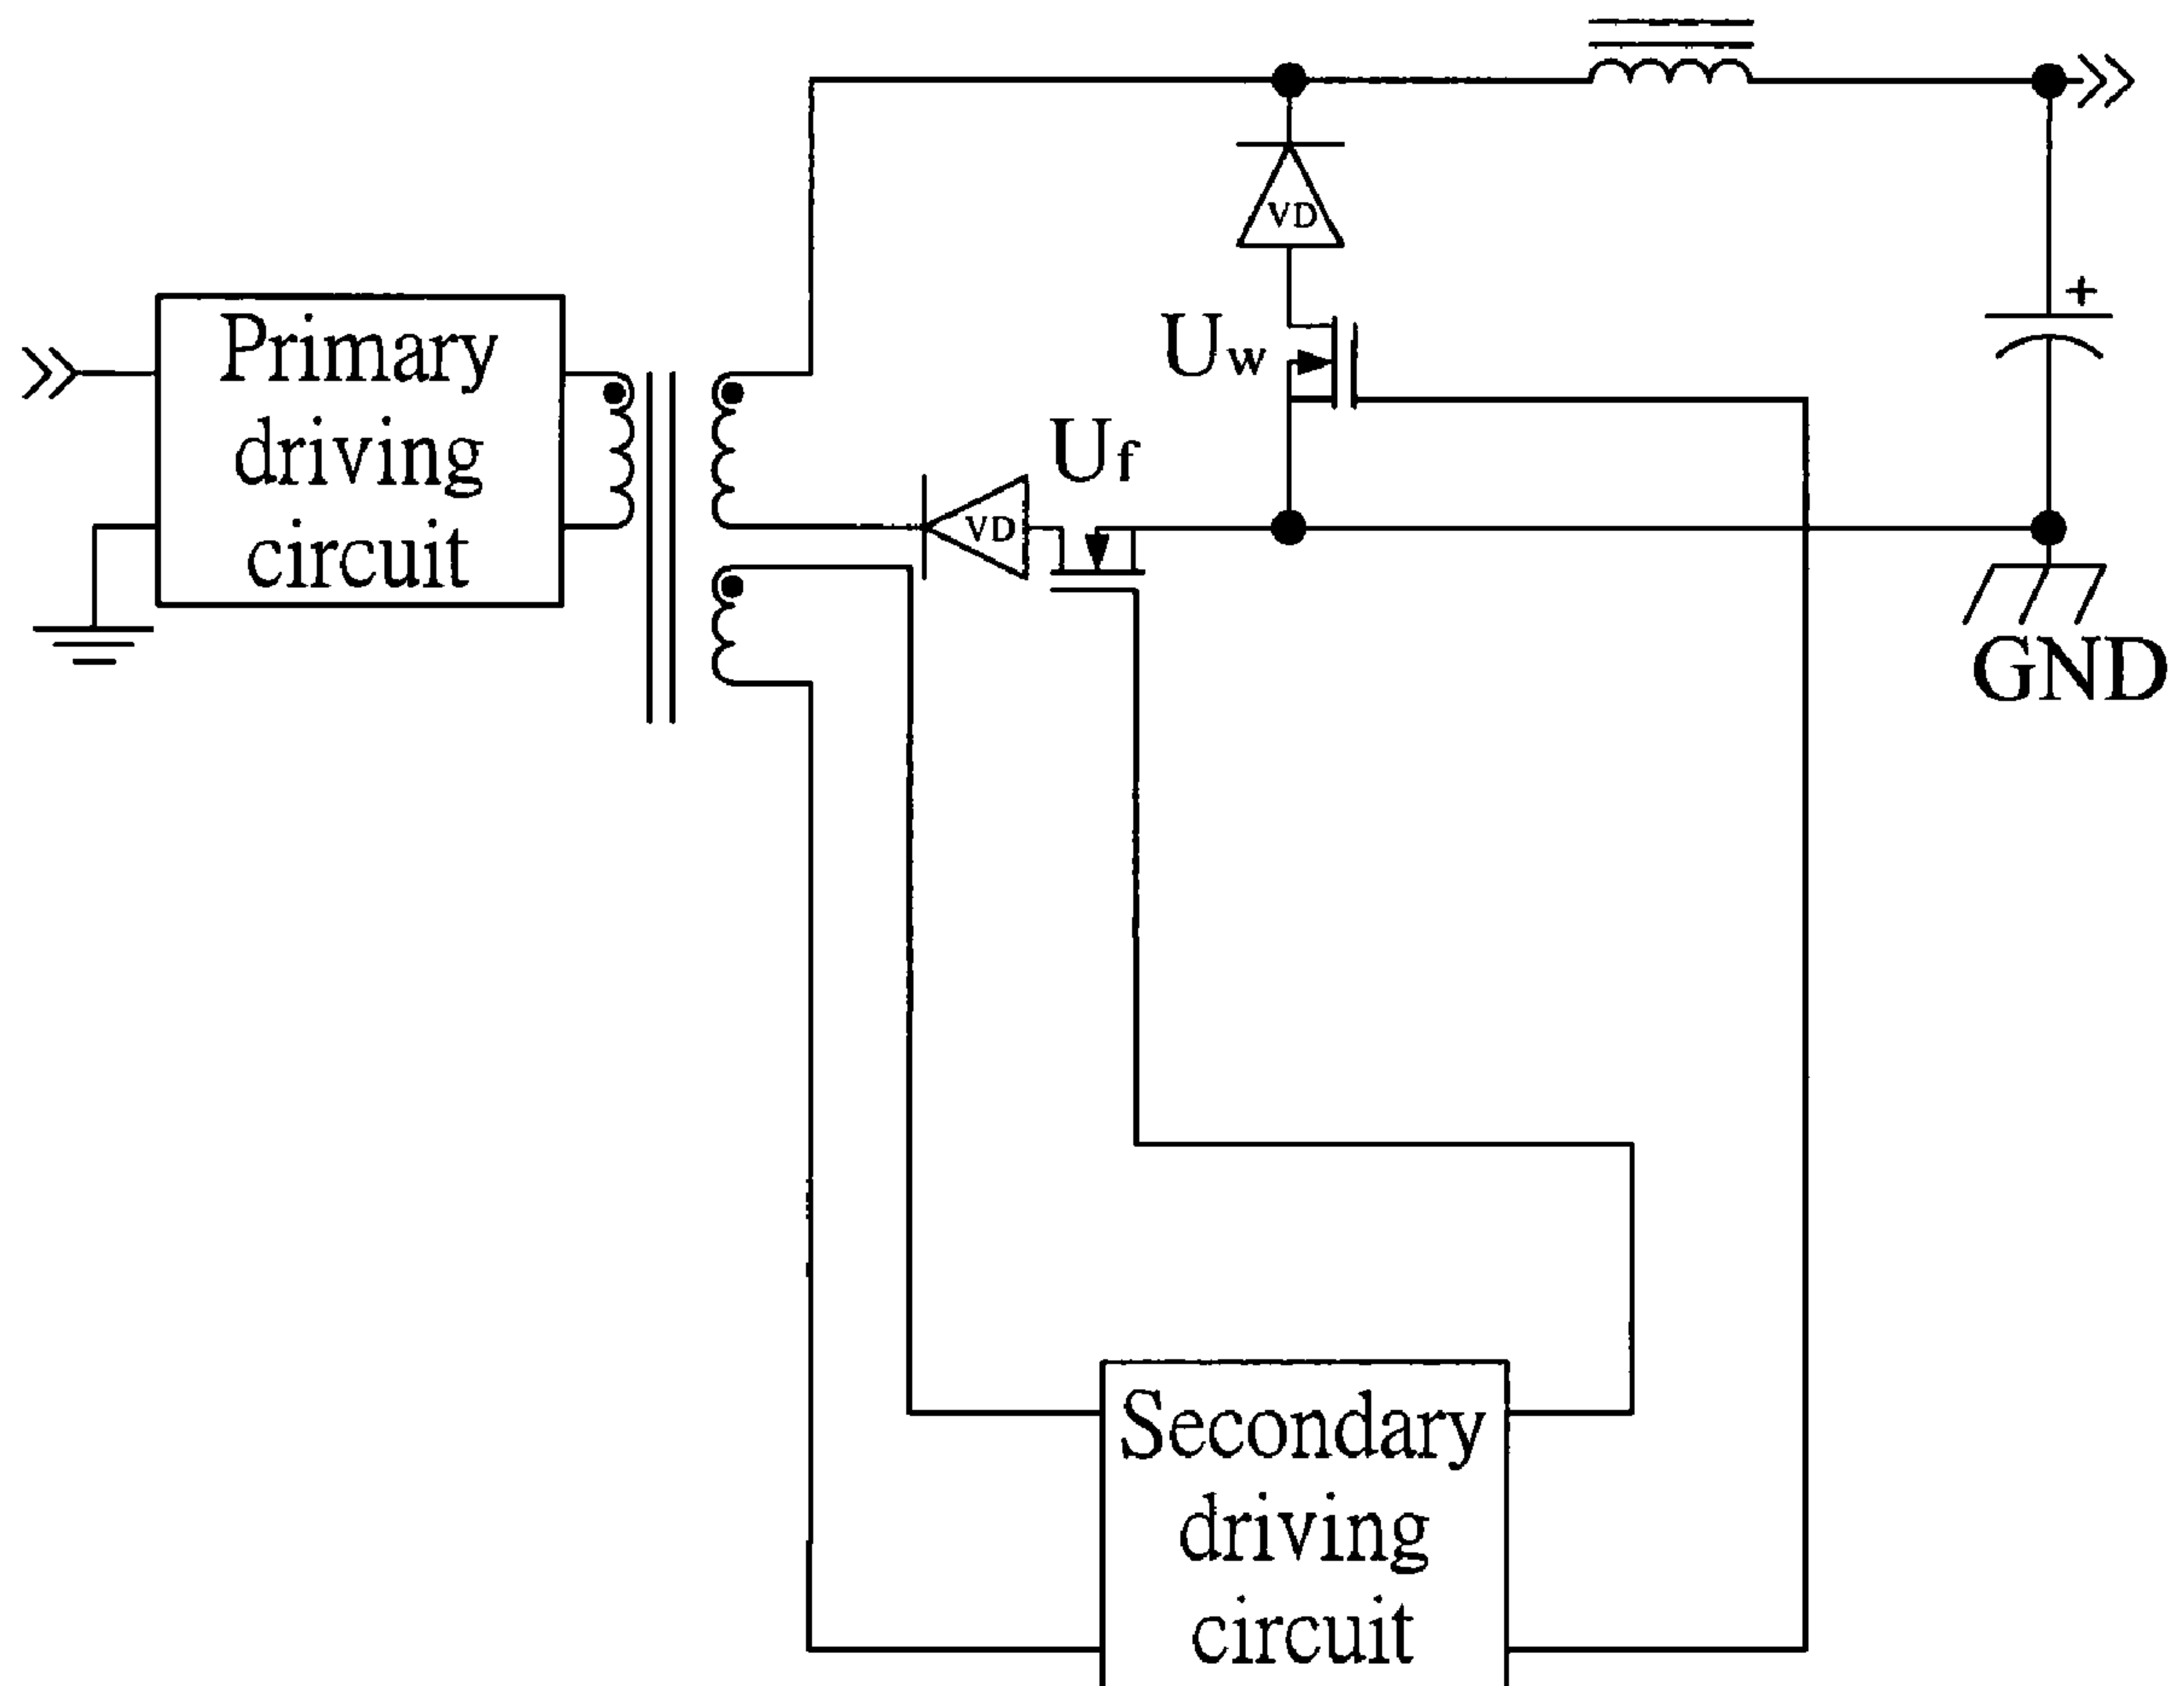 +
VD
Primary
driving
circuit
Uw
Uf
VD
GND
Secondary
driving
circuit